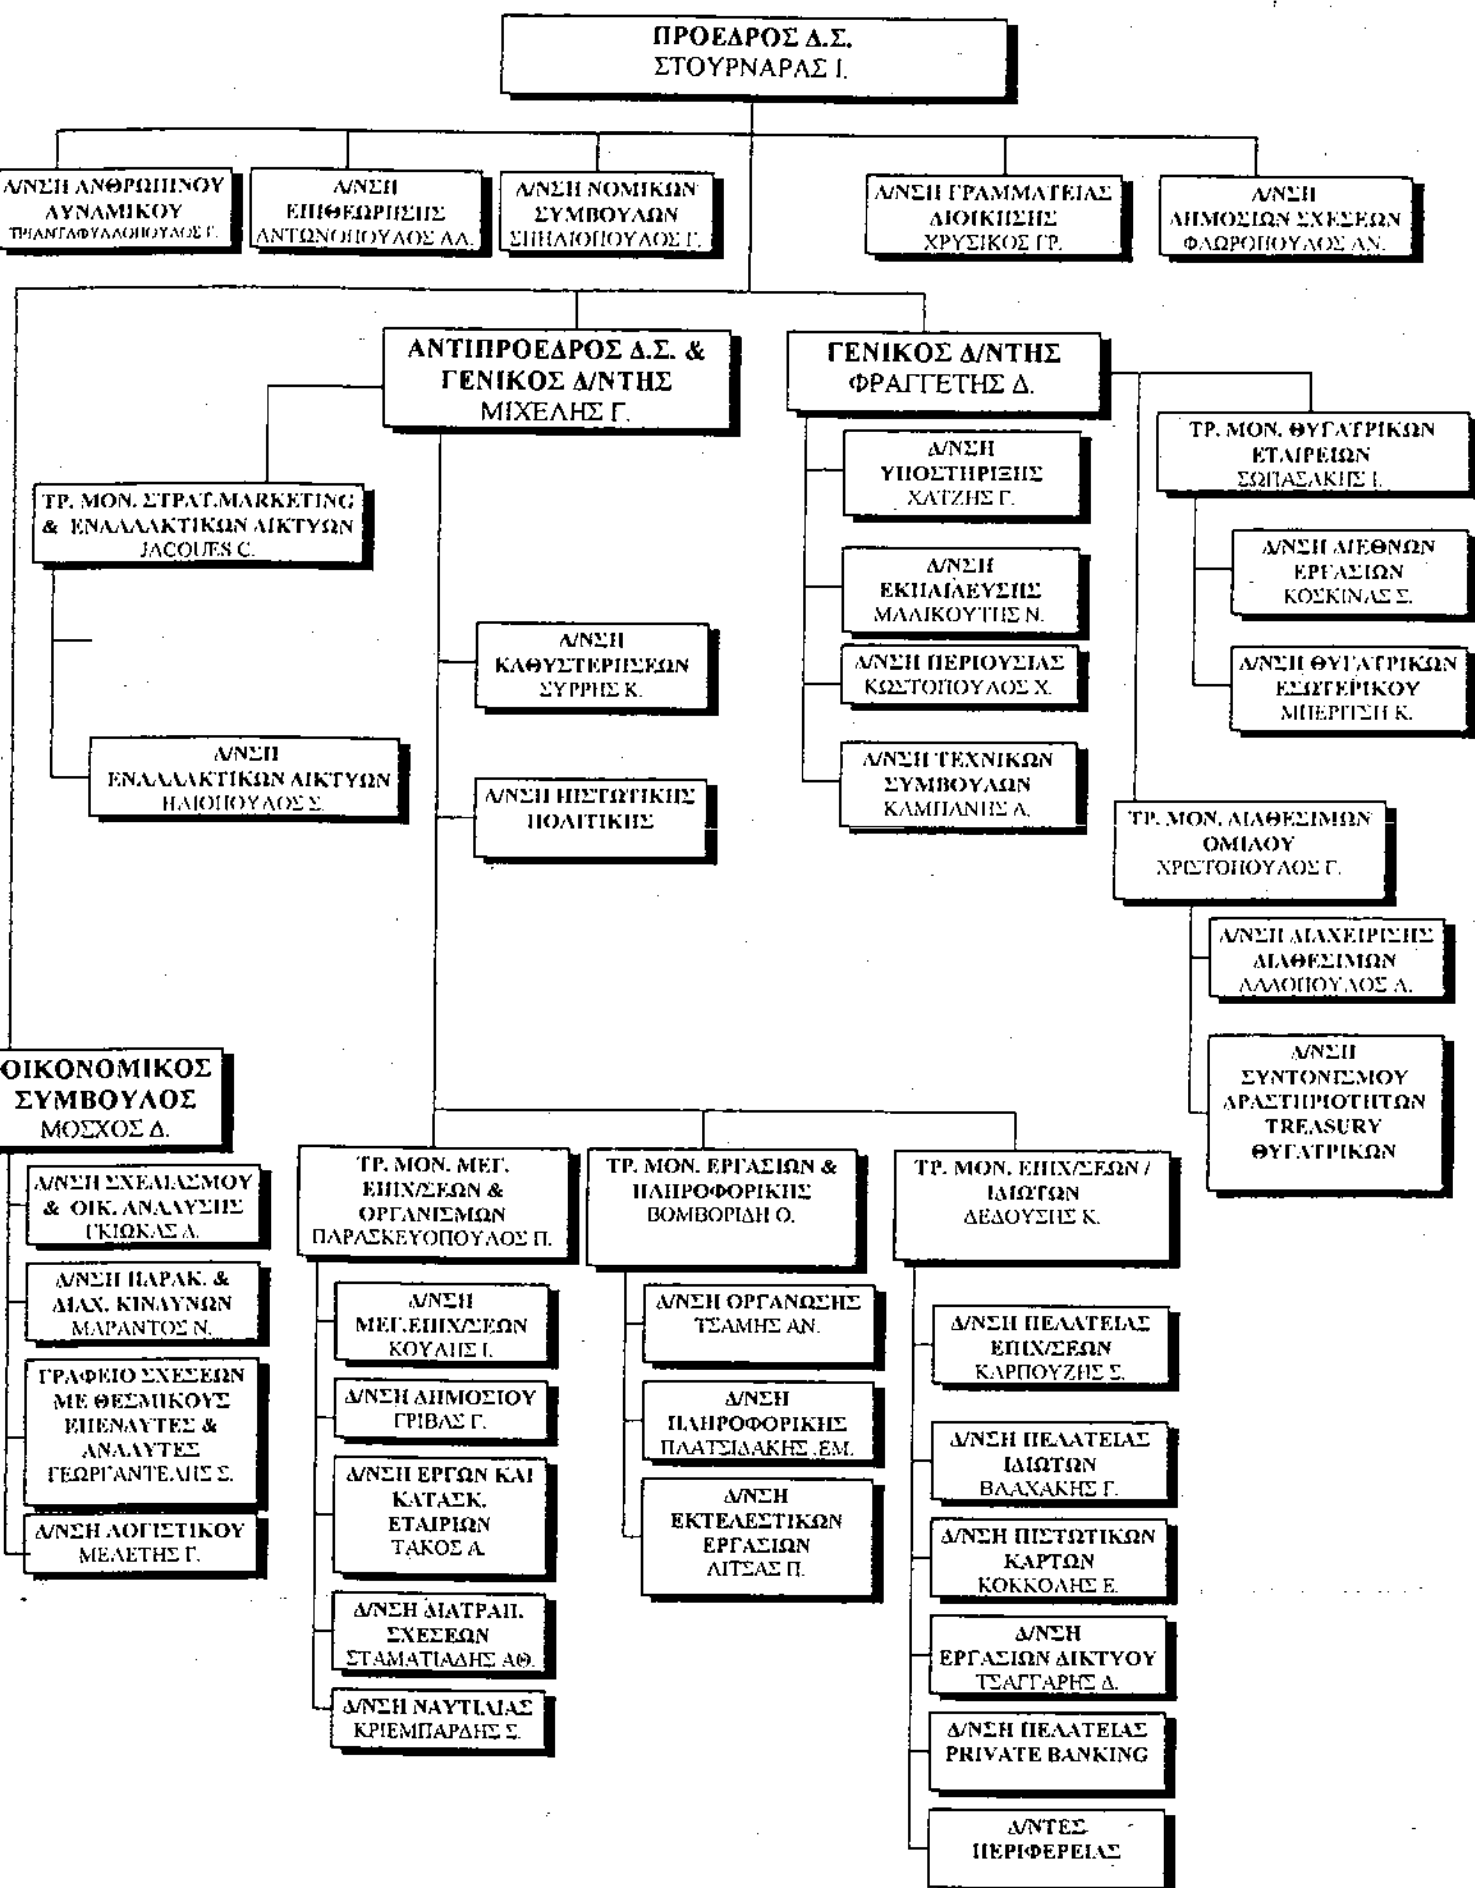 ΠΡΟΕΔΡΟΣ Δ.Σ.
ΣΤΟΥΡΝΑΡΑΣ Ι.
Δ/ΝΣΗ ΑΝΘΡΩΠΙΝΟΥ
ΔΥΝΑΜΙΚΟΥ
ΤΡΙΑΝΤΑΦΥΛΛΟΠΟΥΛΟΣ Γ.
Δ/ΝΣΗ
ΕΠΙΘΕΩΡΗΣΗΣ
ΑΝΤΩΝΟΠΟΥΛΟΣ ΑΛ.
Δ/ΝΣΗ ΝΟΜΙΚΩΝ
ΣΥΜΒΟΥΛΩΝ
ΣΠΗΛΙΟΠΟΥΛΟΣ Γ.
Δ/ΝΣΗ ΓΡΑΜΜΑΤΕΙΑΣ
ΔΙΟΙΚΗΣΗΣ
ΧΡΥΣΙΚΟΣ ΓΡ.
Δ/ΝΣΗ
ΔΗΜΟΣΙΩΝ ΣΧΕΣΕΩΝ
ΦΛΩΡΟΠΟΥΛΟΣ ΑΝ.
ΑΝΤΙΠΡΟΕΔΡΟΣ Δ.Σ. &
ΓΕΝΙΚΟΣ Δ/ΝΤΗΣ
ΜΙΧΕΛΗΣ Γ.
ΓΕΝΙΚΟΣ Δ/ΝΤΗΣ
ΦΡΑΓΓΕΤΗΣ Δ.
ΤΡ. ΜΟΝ. ΣΤΡΑΤ.MARKETING
& ΕΝΑΛΛΑΚΤΙΚΩΝ ΔΙΚΤΥΩΝ
JACQUES C.
Δ/ΝΣΗ
ΕΝΑΛΛΑΚΤΙΚΩΝ ΔΙΚΤΥΩΝ
ΗΛΙΟΠΟΥΛΟΣ Σ.
Δ/ΝΣΗ
ΚΑΘΥΣΤΕΡΗΣΕΩΝ
ΣΥΡΡΗΣ Κ.
Δ/ΝΣΗ ΠΙΣΤΩΤΙΚΗΣ
ΠΟΛΙΤΙΚΗΣ
Δ/ΝΣΗ
ΥΠΟΣΤΗΡΙΞΗΣ
ΧΑΤΖΗΣ Γ.
Δ/ΝΣΗ
ΕΚΠΑΙΔΕΥΣΗΣ
ΜΑΛΙΚΟΥΤΗΣ Ν.
Δ/ΝΣΗ ΠΕΡΙΟΥΣΙΑΣ
ΚΩΣΤΟΠΟΥΛΟΣ Χ.
Δ/ΝΣΗ ΤΕΧΝΙΚΩΝ
ΣΥΜΒΟΥΛΩΝ
ΚΑΜΠΑΝΗΣ Α.
ΤΡ. ΜΟΝ. ΘΥΓΑΤΡΙΚΩΝ
ΕΤΑΙΡΕΙΩΝ
ΣΩΠΑΣΑΚΗΣ Ι.
Δ/ΝΣΗ ΔΙΕΘΝΩΝ
ΕΡΓΑΣΙΩΝ
ΚΟΣΚΙΝΑΣ Σ.
Δ/ΝΣΗ ΘΥΓΑΤΡΙΚΩΝ
ΕΣΩΤΕΡΙΚΟΥ
ΜΠΕΡΙΤΣΗ Κ.
ΤΡ. ΜΟΝ. ΔΙΑΘΕΣΙΜΩΝ
ΟΜΙΛΟΥ
ΧΡΙΣΤΟΠΟΥΛΟΣ Γ.
Δ/ΝΣΗ ΔΙΑΧΕΙΡΙΣΗΣ
ΔΙΑΘΕΣΙΜΩΝ
Δ/ΝΣΗ
ΣΥΝΤΟΝΙΣΜΟΥ
ΔΡΑΣΤΗΡΙΟΤΗΤΩΝ
TREASURY
ΘΥΓΑΤΡΙΚΩΝ
ΟΙΚΟΝΟΜΙΚΟΣ
ΣΥΜΒΟΥΛΟΣ
ΜΟΣΧΟΣ Δ.
Δ/ΝΣΗ ΣΧΕΔΙΑΣΜΟΥ
& ΟΙΚ. ΑΝΑΛΥΣΗΣ
ΓΚΙΩΚΑΣ Δ.
Δ/ΝΣΗ ΠΑΡΑΚ. &
ΔΙΑΧ. ΚΙΝΔΥΝΩΝ
ΜΑΡΑΝΤΟΣ Ν.
ΓΡΑΦΕΙΟ ΣΧΕΣΕΩΝ
ΜΕ ΘΕΣΜΙΚΟΥΣ
ΕΠΕΝΔΥΤΕΣ &
ΑΝΑΛΥΤΕΣ
ΓΕΩΡΓΑΝΤΕΛΗΣ Σ.
Δ/ΝΣΗ ΛΟΓΙΣΤΙΚΟΥ
ΜΕΛΕΤΗΣ Γ.
ΤΡ. ΜΟΝ. ΜΕΓ.
ΕΠΙΧ/ΣΕΩΝ &
ΟΡΓΑΝΙΣΜΩΝ
ΠΑΡΑΣΚΕΥΟΠΟΥΛΟΣ Π.
Δ/ΝΣΗ
ΜΕΓ.ΕΠΙΧ/ΣΕΩΝ
ΚΟΥΛΗΣ Ι.
Δ/ΝΣΗ ΔΗΜΟΣΙΟΥ
ΓΡΙΒΑΣ Γ.
Δ/ΝΣΗ ΕΡΓΩΝ ΚΑΙ
ΚΑΤΑΣΚ.
ΕΤΑΙΡΙΩΝ
ΤΑΚΟΣ Α.
Δ/ΝΣΗ ΔΙΑΤΡΑΠ.
ΣΧΕΣΕΩΝ
ΣΤΑΜΑΤΙΑΔΗΣ ΑΘ.
Δ/ΝΣΗ ΝΑΥΤΙΛΙΑΣ
ΚΡΙΕΜΠΑΡΔΗΣ Σ.
ΤΡ. ΜΟΝ. ΕΡΓΑΣΙΩΝ &
ΠΛΗΡΟΦΟΡΙΚΗΣ
ΒΟΜΒΟΡΙΔΗ Ο.
Δ/ΝΣΗ ΟΡΓΑΝΩΣΗΣ
ΤΣΑΜΗΣ ΑΝ.
Δ/ΝΣΗ
ΠΛΗΡΟΦΟΡΙΚΗΣ
ΠΛΑΤΣΙΔΑΚΗΣ .ΕΜ.
Δ/ΝΣΗ
ΕΚΤΕΛΕΣΤΙΚΩΝ
ΕΡΓΑΣΙΩΝ
ΛΙΤΣΑΣ Π.
ΤΡ. ΜΟΝ. ΕΠΙΧ/ΣΕΩΝ /
ΙΔΙΩΤΩΝ
ΔΕΔΟΥΣΗΣ Κ.
Δ/ΝΣΗ ΠΕΛΑΤΕΙΑΣ
ΕΠΙΧ/ΣΕΩΝ
ΚΑΡΠΟΥΖΗΣ Σ.
Δ/ΝΣΗ ΠΕΛΑΤΕΙΑΣ
ΙΔΙΩΤΩΝ
ΒΛΑΧΑΚΗΣ Γ.
Δ/ΝΣΗ ΠΙΣΤΩΤΙΚΩΝ
ΚΑΡΤΩΝ
ΚΟΚΚΟΛΗΣ Ε.
Δ/ΝΣΗ
ΕΡΓΑΣΙΩΝ ΔΙΚΤΥΟΥ
ΤΣΑΓΓΑΡΗΣ Δ.
Δ/ΝΣΗ ΠΕΛΑΤΕΙΑΣ
PRIVATE BANKING
Δ/ΝΤΕΣ
ΠΕΡΙΦΕΡΕΙΑΣ